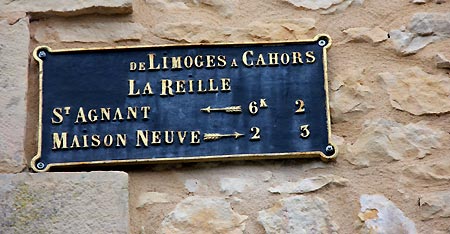 DE LIMOGES A CAHORS
LA REILLE
ST AGNANT 6K 2
MAISON NEUVE 2 3